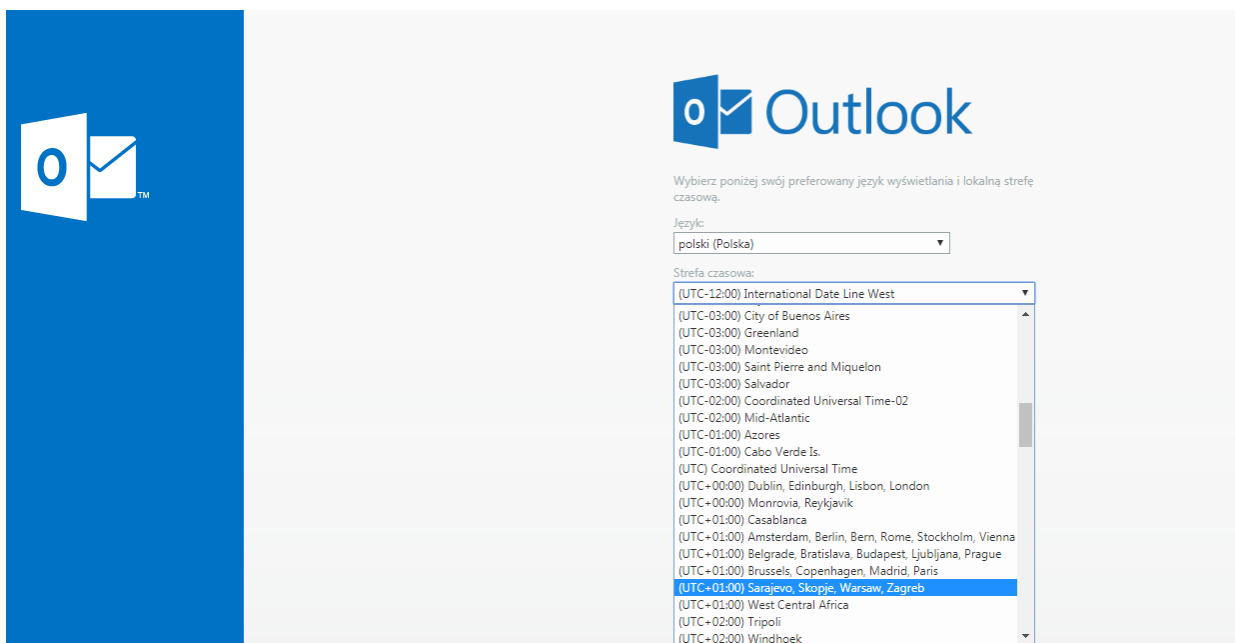 O
TM
O Outlook
Wybierz poniżej swój preferowany język wyświetlania i lokalną strefę
czasową.
Język:
polski (Polska)
Strefa czasowa:
(UTC-12:00) International Date Line West
(UTC-03:00) City of Buenos Aires
(UTC-03:00) Greenland
(UTC-03:00) Montevideo
(UTC-03:00) Saint Pierre and Miquelon
(UTC-03:00) Salvador
(UTC-02:00) Coordinated Universal Time-02
(UTC-02:00) Mid-Atlantic
(UTC-01:00) Azores
(UTC-01:00) Cabo Verde Is.
(UTC) Coordinated Universal Time
(UTC+00:00) Dublin, Edinburgh, Lisbon, London
(UTC+00:00) Monrovia, Reykjavik
(UTC+01:00) Casablanca
(UTC+01:00) Amsterdam, Berlin, Bern, Rome, Stockholm, Vienna
(UTC+01:00) Belgrade, Bratislava, Budapest, Ljubljana, Prague
(UTC+01:00) Brussels, Copenhagen, Madrid, Paris
(UTC+01:00) Sarajevo, Skopje, Warsaw, Zagreb
(UTC+01:00) West Central Africa
(UTC+02:00) Tripoli
(UTC+02:00) Windhoek